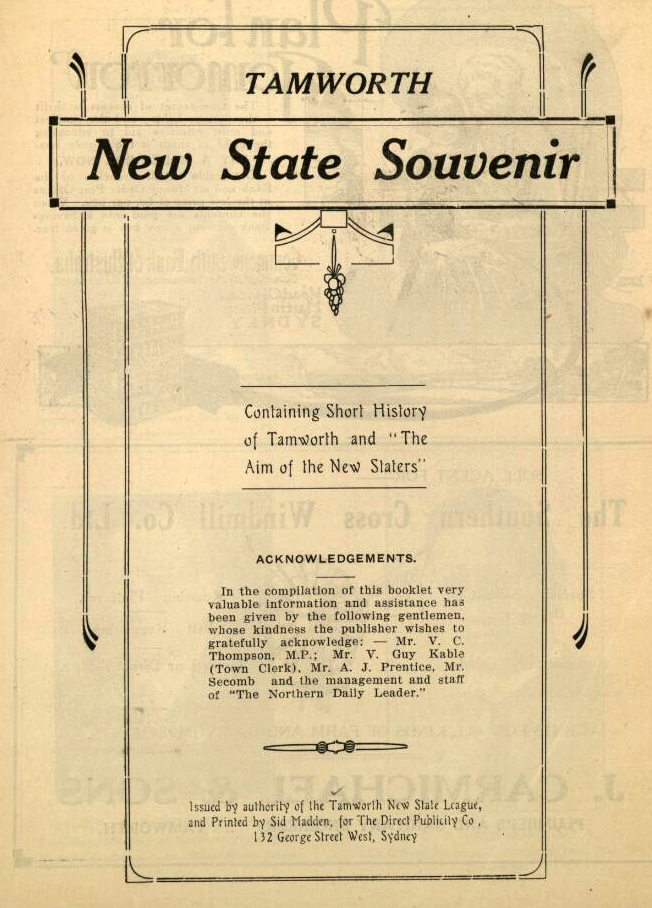 TAMWORTH
New State Souvenir
Containing Short History
of Tamworth and "The
Aim of the New Staters"
ACKNOWLEDGEMENTS.
In the compilation of this booklet very
valuable information and assistance has
been given by the following gentlemen,
whose kindness the publisher wishes to
gratefully acknowledge: — Mr. V. C.
Thompson, M.P.; Mr. V. Guy Kable
(Town Clerk), Mr. A. J. Prentice, Mr.
Secomb and the management and staff
of "The Northern Daily Leader."
Issued by authority of the Tamworth New State League,
and Printed by Sid Madden, for The Direct Publicity Co,
132 George Street West, Sydney